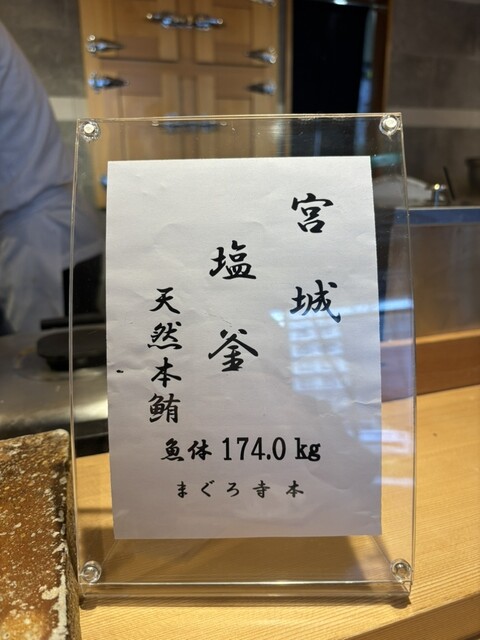 宮城
塩釜
天然本鮪
魚体 174.0 kg
まぐろ寺本